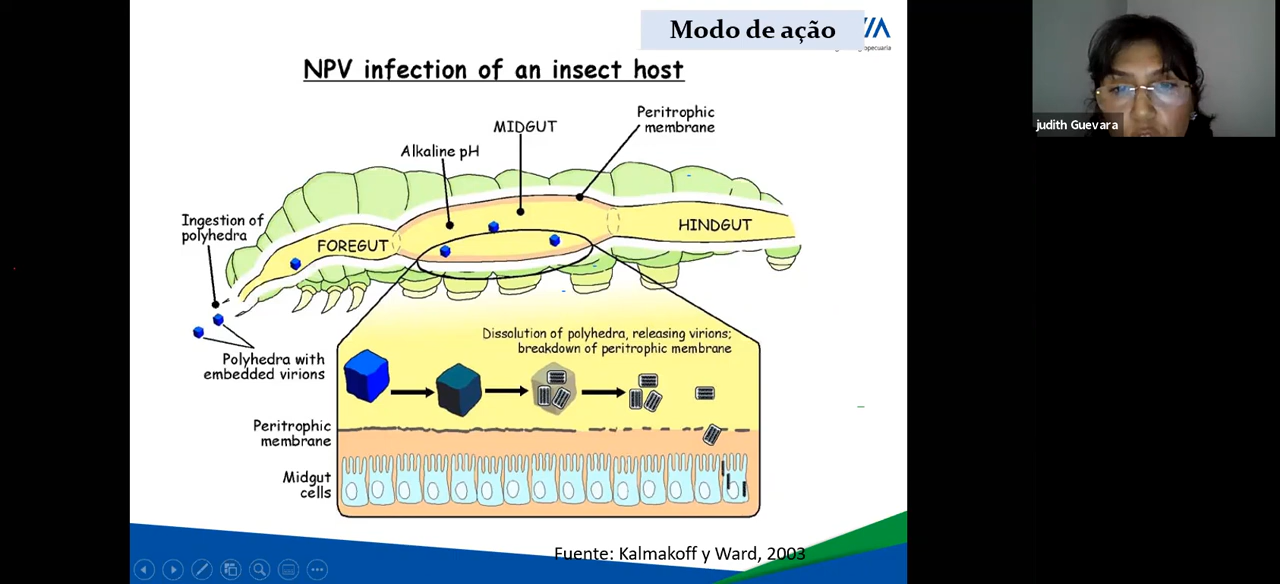 Modo de ação
NPV infection of an insect host
judith Guevara
Peritrophic
membrane
MIDGUT
Alkaline pH
Ingestion of
polyhedra
FOREGUT
HINDGUT
Polyhedra with
embedded virions
Dissolution of polyhedra, releasing virions;
breakdown of peritrophic membrane
Peritrophic
membrane
Midgut
cells
Fuente: Kalmakoff y Ward, 2003